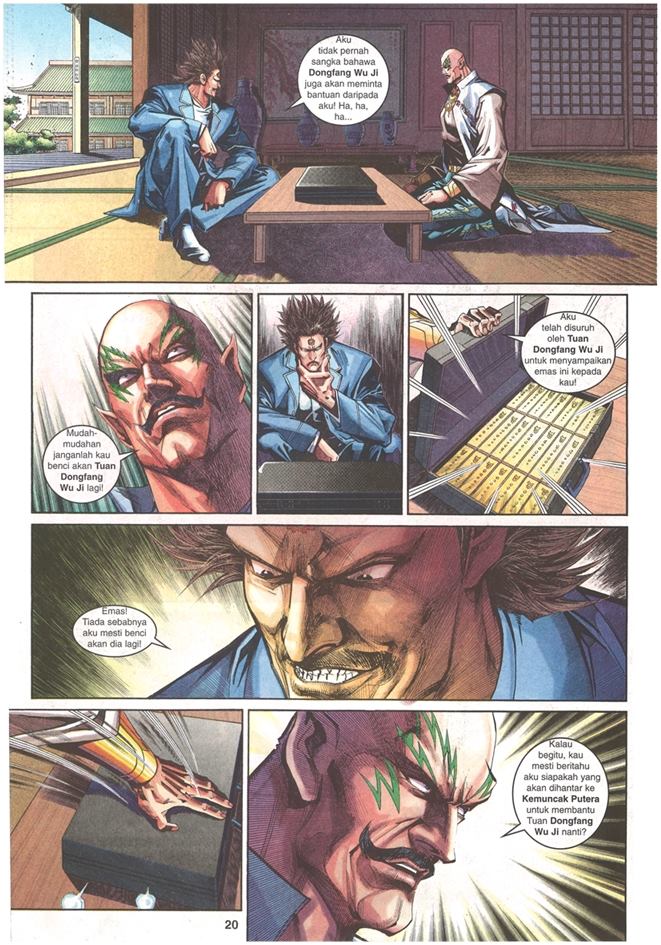 Aku
tidak pernah
sangka bahawa
Dongfang Wu Ji
juga akan meminta
bantuan daripada
aku! Ha, ha,
ha...
Mudah-
mudahan
janganlah kau
benci akan Tuan
Dongfang
Wu Ji lagi!
Aku
telah disuruh
oleh Tuan
Dongfang Wu Ji
untuk menyampaikan
emas ini kepada
kau!
Emas!
Tiada sebabnya
aku mesti benci
akan dia lagi!
Kalau
begitu, kau
mesti beritahu
aku siapakah yang
akan dihantar ke
Kemuncak Putera
untuk membantu
Tuan Dongfang
Wu Ji nanti?
20